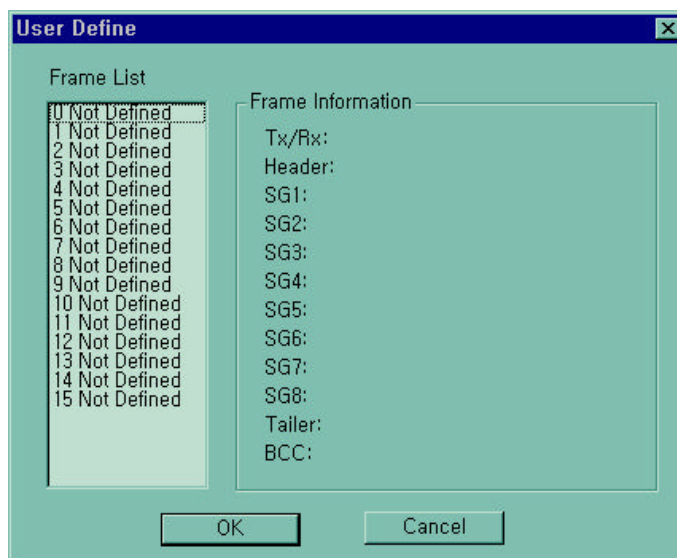 User Define
Frame List
0 Not Defined
1 Not Defined
2 Not Defined
3 Not Defined
4 Not Defined
5 Not Defined
6 Not Defined
7 Not Defined
8 Not Defined
9 Not Defined
10 Not Defined
11 Not Defined
12 Not Defined
13 Not Defined
14 Not Defined
15 Not Defined
Frame Information
Tx/Rx:
Header:
SG1:
SG2:
SG3:
SG4:
SG5:
SG6:
SG7:
SG8:
Tailer:
BCC:
OK
Cancel